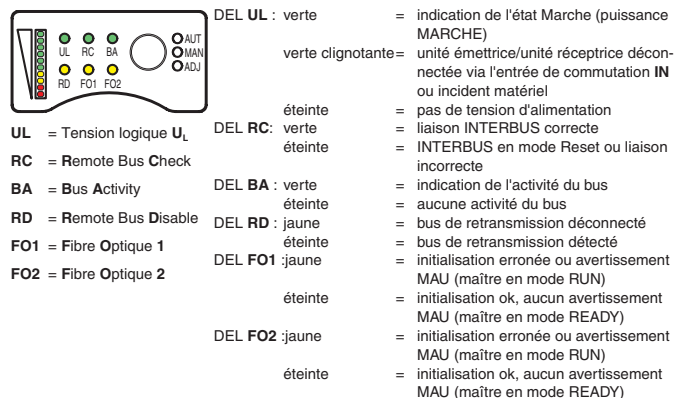 UL RC BA
RD FO1 FO2
AUT
MAN
ADJ
UL = Tension logique UL
RC = Remote Bus Check
BA = Bus Activity
RD = Remote Bus Disable
FO1 = Fibre Optique 1
FO2 = Fibre Optique 2
DEL UL : verte = indication de l'état Marche (puissance
MARCHE)
verte clignotante= unité émettrice/unité réceptrice décon-
nectée via l'entrée de commutation IN
ou incident matériel
éteinte = pas de tension d'alimentation
DEL RC: verte = liaison INTERBUS correcte
éteinte = INTERBUS en mode Reset ou liaison
incorrecte
DEL BA : verte = indication de l'activité du bus
éteinte = aucune activité du bus
DEL RD : jaune = bus de retransmission déconnecté
éteinte = bus de retransmission détecté
DEL FO1 :jaune = initialisation erronée ou avertissement
MAU (maître en mode RUN)
éteinte = initialisation ok, aucun avertissement
MAU (maître en mode READY)
DEL FO2 :jaune = initialisation erronée ou avertissement
MAU (maître en mode RUN)
éteinte = initialisation ok, aucun avertissement
MAU (maître en mode READY)